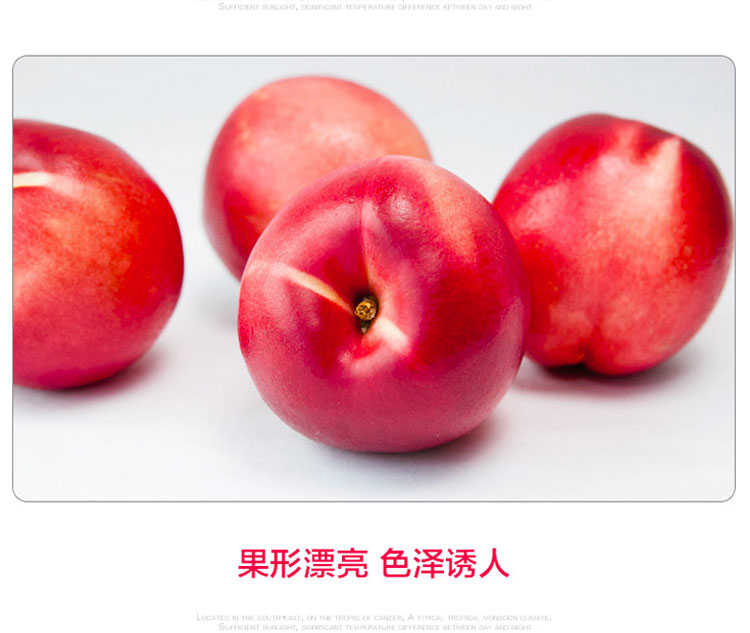 SUFFICIENT SUNLIGHT, SIGNIFICANT TEMPERATURE DIFFERENCE BETWEEN DAY AND NIGHT
果形漂亮 色泽诱人
LOCATED IN THE SOUTHWEST, ON THE TROPIC OF CANCER, A TYPICAL TROPICAL MONSOON CLIMATE,
SUFFICIENT SUNLIGHT, SIGNIFICANT TEMPERATURE DIFFERENCE BETWEEN DAY AND NIGHT